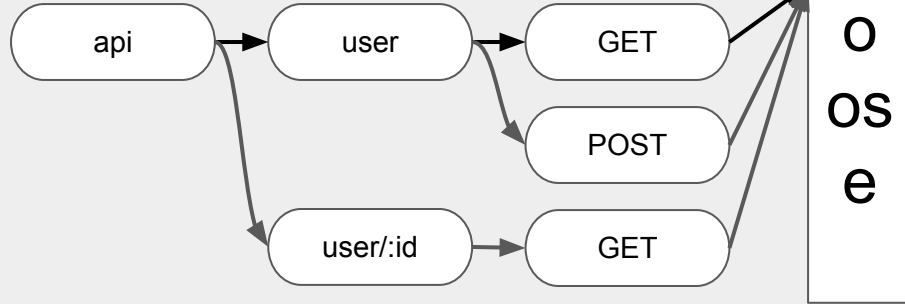 api
user
GET
POST
user/:id
GET
o
os
e